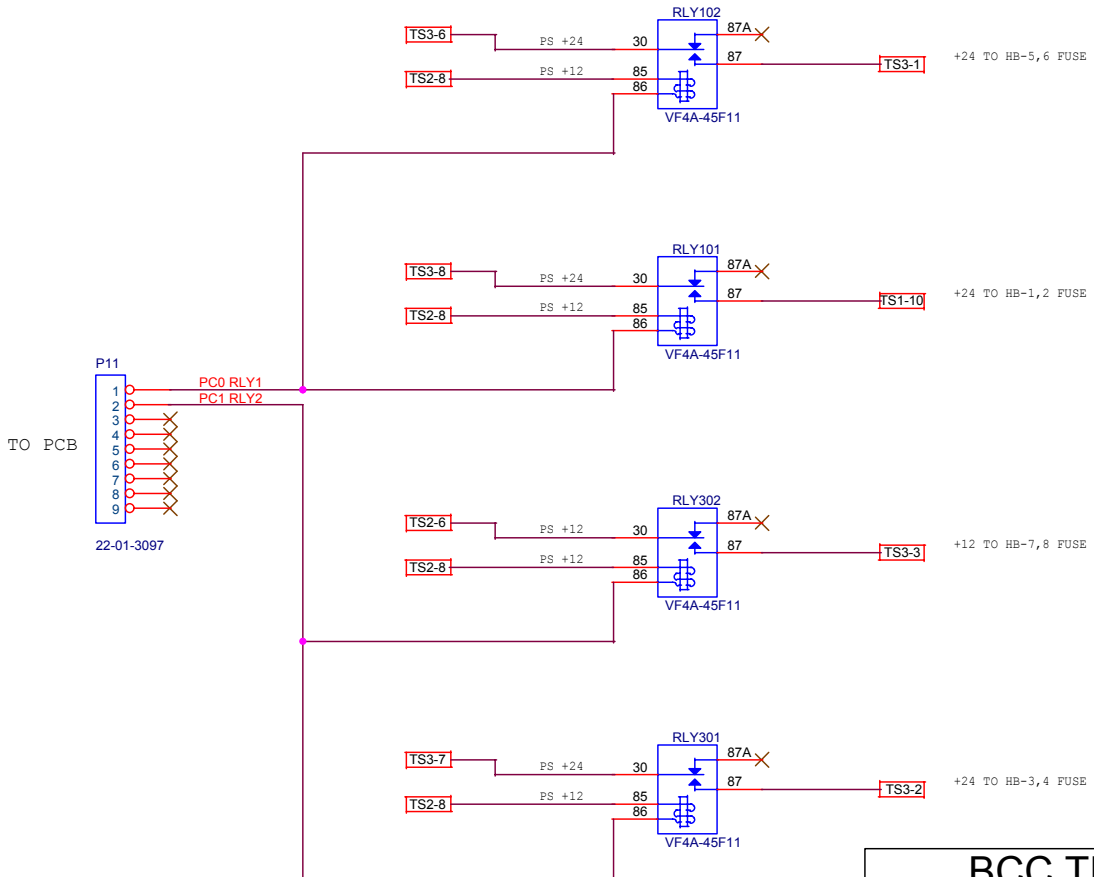 RLY102
TS3-6 PS +24 30 87A
87 TS3-1 +24 TO HB-5,6 FUSE
TS2-8 PS +12 85
86
VF4A-45F11
RLY101
TS3-8 PS +24 30 87A
87 TS1-10 +24 TO HB-1,2 FUSE
TS2-8 PS +12 85
86
VF4A-45F11
P11
1 PC0 RLY1
2 PC1 RLY2
3
4
TO PCB
5
6
7
8
9
22-01-3097
RLY302
TS2-6 PS +12 30 87A
87 TS3-3 +12 TO HB-7,8 FUSE
TS2-8 PS +12 85
86
VF4A-45F11
RLY301
TS3-7 PS +24 30 87A
87 TS3-2 +24 TO HB-3,4 FUSE
TS2-8 PS +12 85
86
VF4A-45F11
BCC